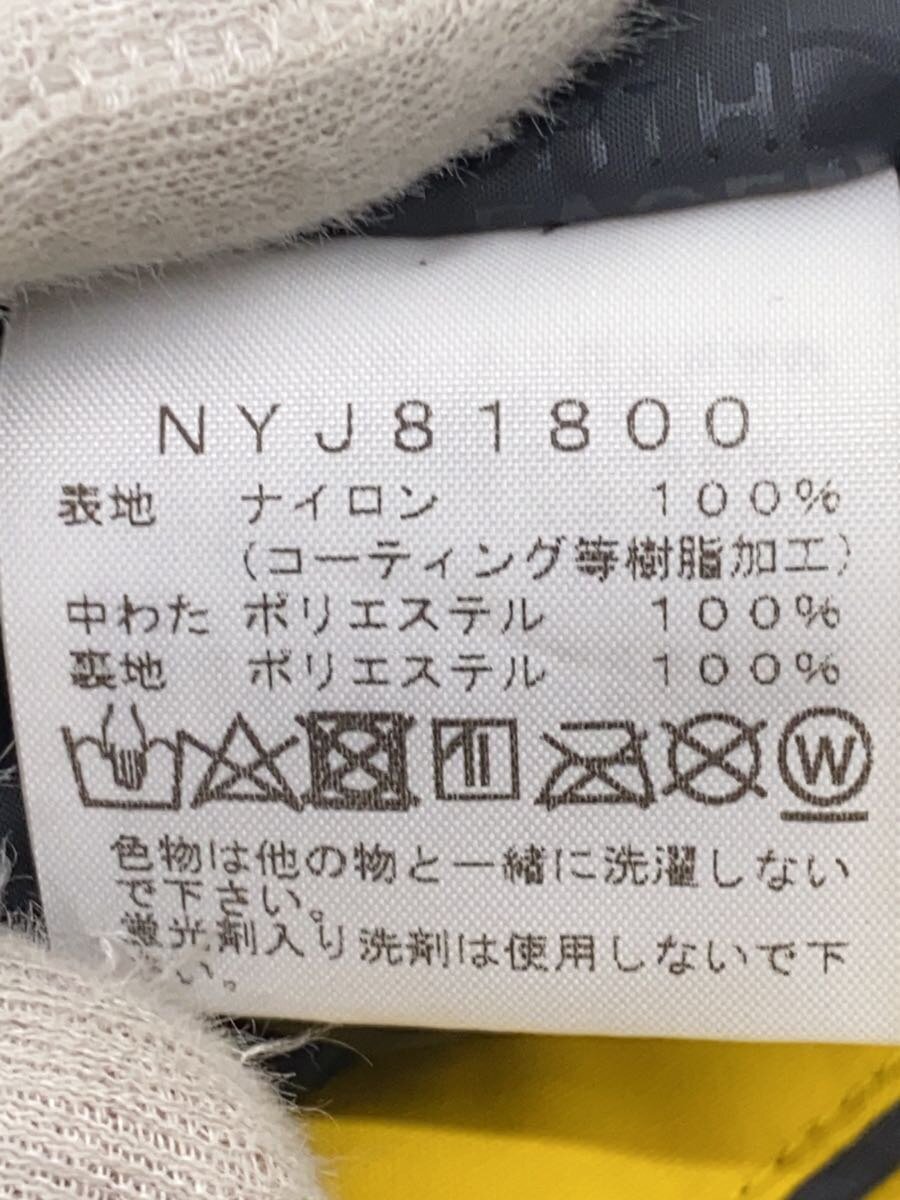 RTH
FACE
NYJ81800
表地 ナイロン 100%
(コーティング等樹脂加工)
中わた ポリエステル 100%
裏地 ポリエステル 100%
W
色物は他の物と一緒に洗濯しない
で下さい。
蛍光剤入り洗剤は使用しないで下
さい。